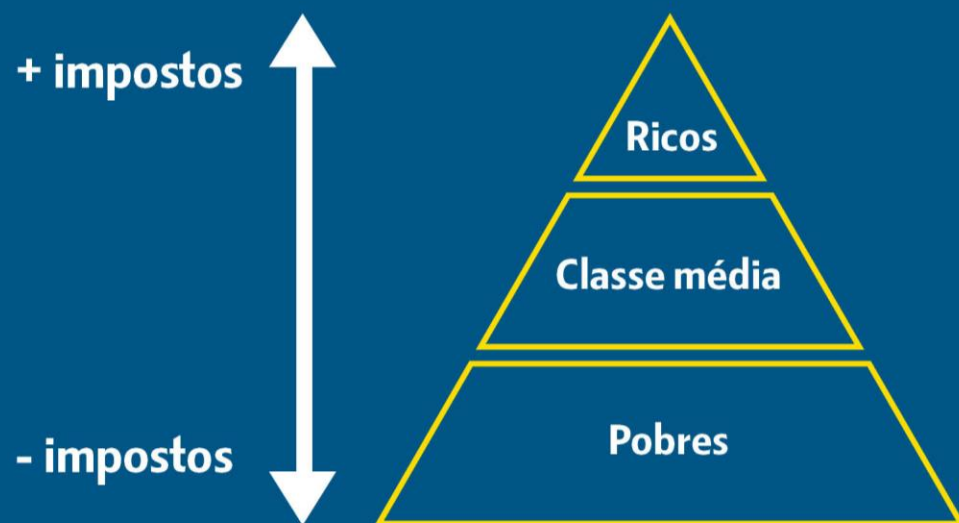 + impostos
Ricos
Classe média
Pobres
- impostos